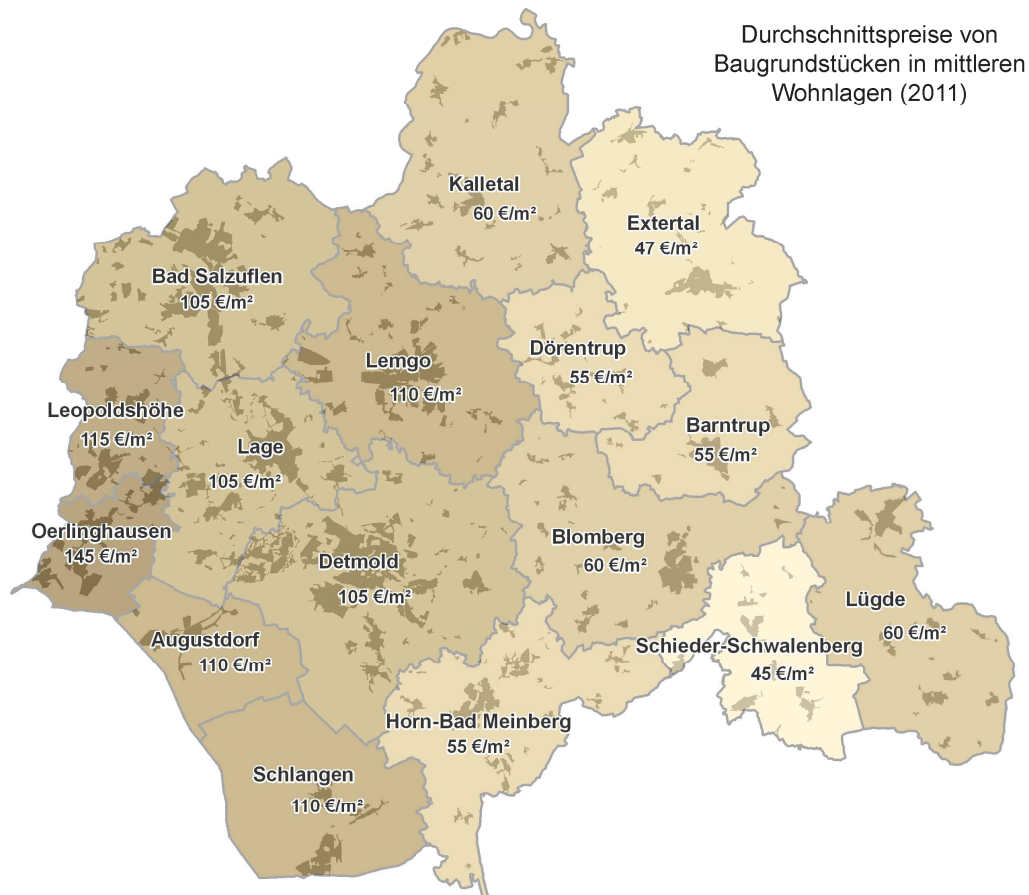 Durchschnittspreise von
Baugrundstücken in mittleren
Wohnlagen (2011)
Kalletal
60 €/m²
Extertal
47 €/m²
Bad Salzuflen
105 €/m²
Dörentrup
55 €/m²
Lemgo
110 €/m²
Leopoldshöhe
115 €/m²
Barntrup
55 €/m²
Lage
105 €/m²
Oerlinghausen
145 €/m²
Blomberg
60 €/m²
Detmold
105 €/m²
Lügde
60 €/m²
Augustdorf
110 €/m²
Schieder-Schwalenberg
45 €/m²
Horn-Bad Meinberg
55 €/m²
Schlangen
110 €/m²